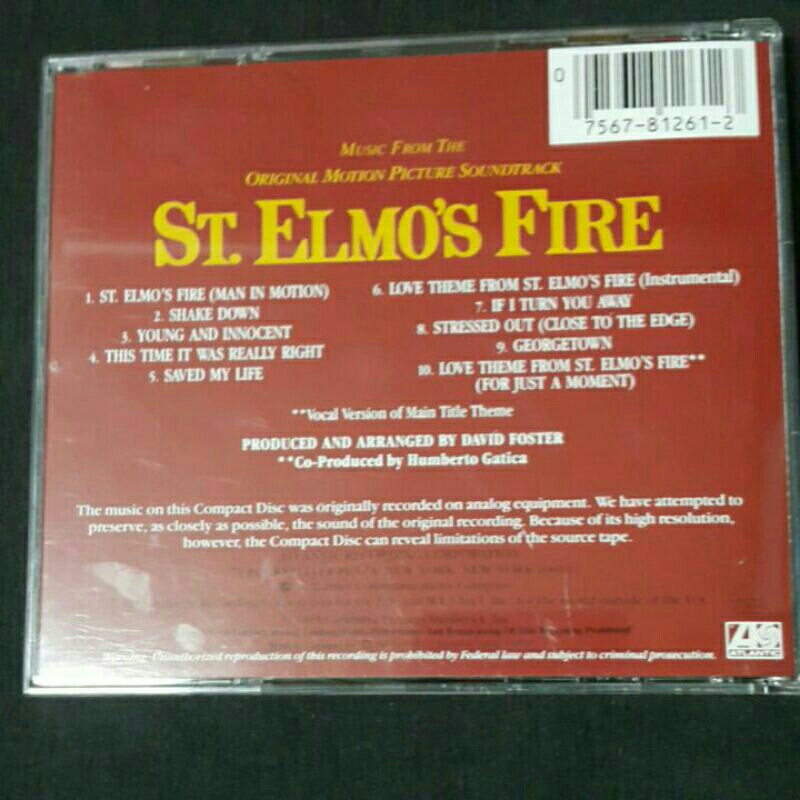 0
7567-81261-2
MUSIC FROM THE
ORIGINAL MOTION PICTURE SOUNDTRACK
ST. ELMO'S FIRE
1. ST. ELMO'S FIRE (MAN IN MOTION)
2. SHAKE DOWN
3. YOUNG AND INNOCENT
4. THIS TIME IT WAS REALLY RIGHT
5. SAVED MY LIFE
6. LOVE THEME FROM ST. ELMO'S FIRE (Instrumental)
7. IF I TURN YOU AWAY
8. STRESSED OUT (CLOSE TO THE EDGE)
9. GEORGETOWN
10. LOVE THEME FROM ST. ELMO'S FIRE**
(FOR JUST A MOMENT)
**Vocal Version of Main Title Theme
PRODUCED AND ARRANGED BY DAVID FOSTER
**Co-Produced by Humberto Gatica
The music on this Compact Disc was originally recorded on analog equipment. We have attempted to
preserve, as closely as possible, the sound of the original recording. Because of its high resolution,
however, the Compact Disc can reveal limitations of the source tape.
ATLANTIC
Warning: Unauthorized reproduction of this recording is prohibited by Federal law and subject to criminal prosecution.